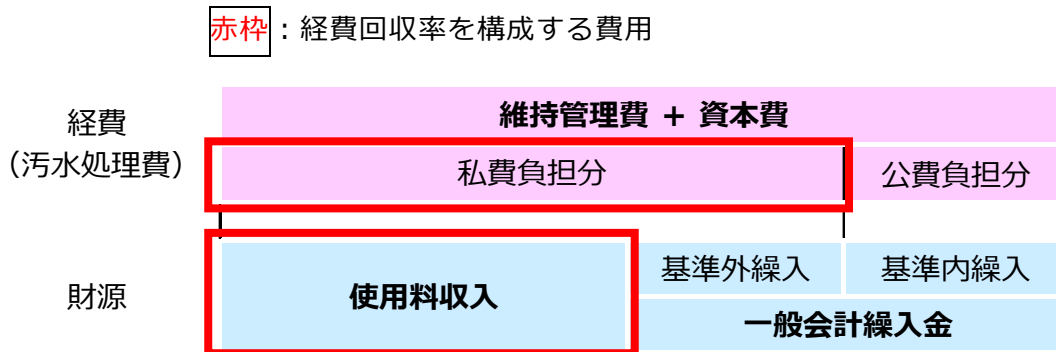 赤枠：経費回収率を構成する費用
経費
（汚水処理費）
維持管理費 + 資本費
私費負担分
公費負担分
財源
使用料収入
基準外繰入
基準内繰入
一般会計繰入金